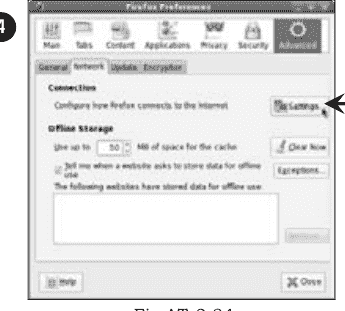 4
Firefox Preferences
Main Tabs Content Applications Privacy Security Advanced
General Network Update Encryption
Connection
Configure how Firefox connects to the Internet
Settings...
Offline Storage
Use up to 50 MB of space for the cache
Clear Now
Tell me when a website asks to store data for offline
use
Exceptions...
The following websites have stored data for offline use
Help
Close